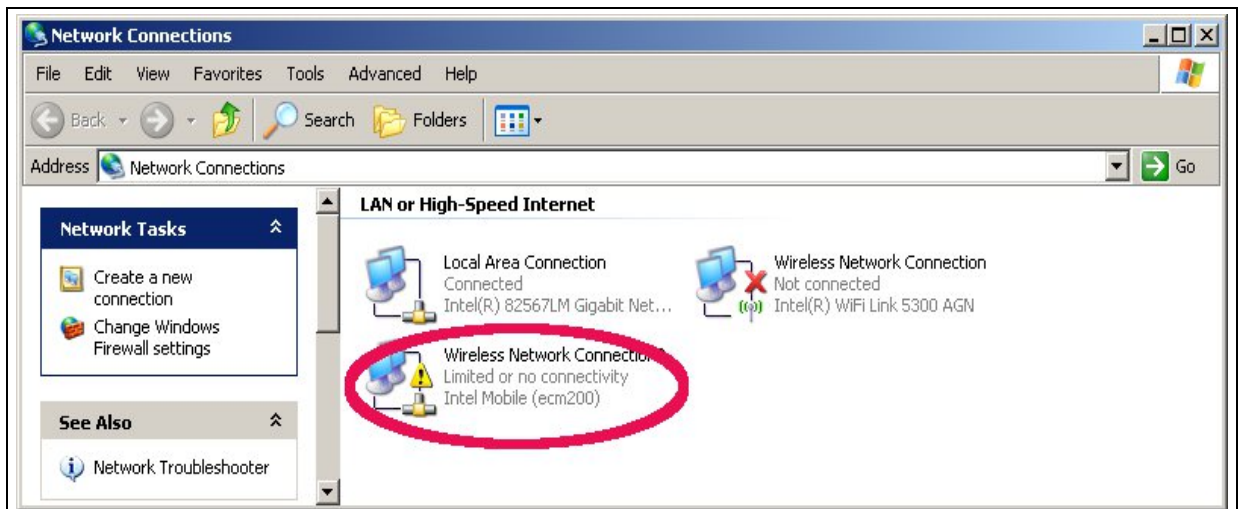 Network Connections
File Edit View Favorites Tools Advanced Help
Back Search Folders
Address Network Connections Go
Network Tasks
Create a new
connection
Change Windows
Firewall settings
See Also
Network Troubleshooter
LAN or High-Speed Internet
Local Area Connection
Connected
Intel(R) 82567LM Gigabit Net...
Wireless Network Connection
Not connected
Intel(R) WiFi Link 5300 AGN
Wireless Network Connection
Limited or no connectivity
Intel Mobile (ecm200)